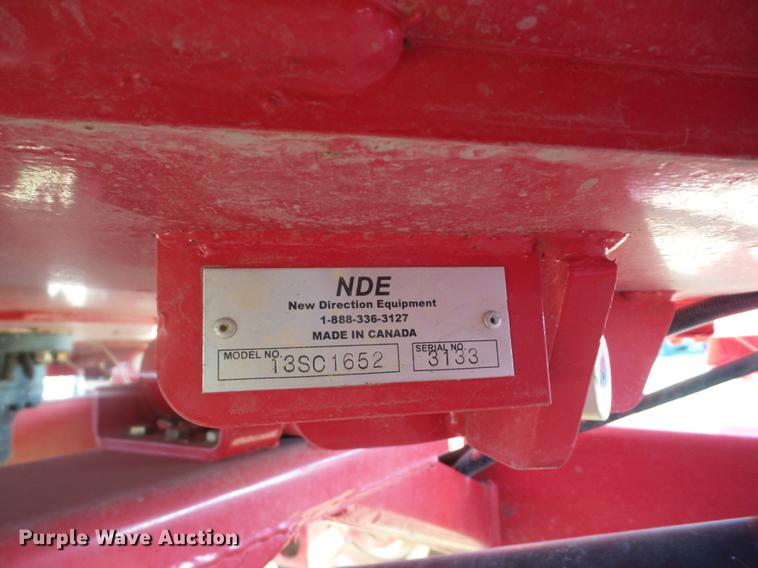 NDE
New Direction Equipment
1-888-336-3127
MADE IN CANADA
MODEL NO. 13SC1652
SERIAL NO. 3133
Purple Wave Auction